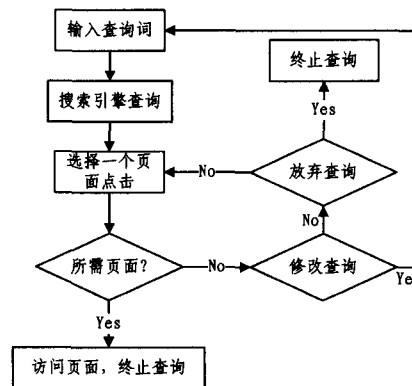 输入查询词
终止查询
搜索引擎查询
Yes
选择一个页
面点击
No
放弃查询
No
所需页面?
No
修改查询
Yes
Ye
访问页面,终止查询